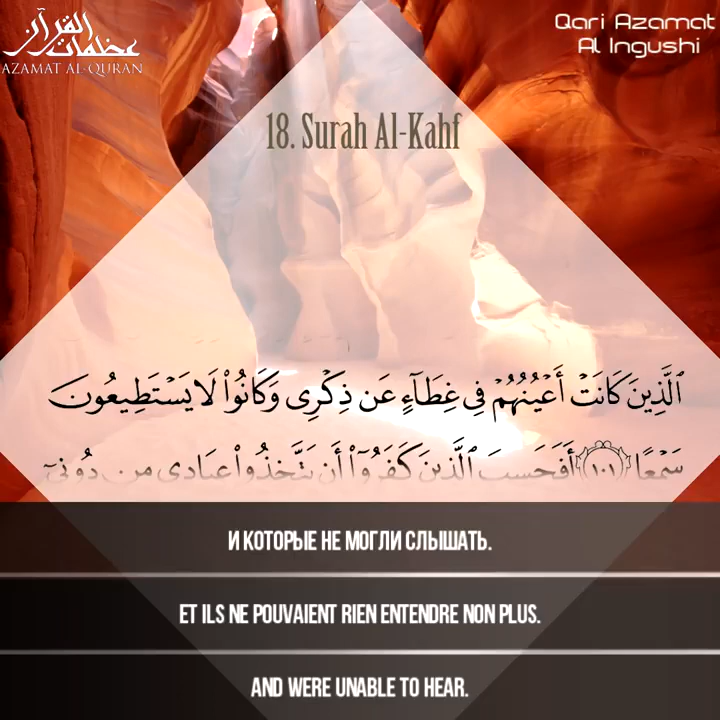 عظمات القرآن
AZAMAT AL-QURAN
Qari Azamat
Al Ingushi
18. Surah Al-Kahf
ٱلَّذِينَ كَانَتْ أَعْيُنُهُمْ فِى غِطَآءٍ عَن ذِكْرِى وَكَانُوا۟ لَا يَسْتَطِيعُونَ
سَمْعًا ١٠١ أَفَحَسِبَ ٱلَّذِينَ كَفَرُوٓا۟ أَن يَتَّخِذُوا۟ عِبَادِى مِن دُونِىٓ
И КОТОРЫЕ НЕ МОГЛИ СЛЫШАТЬ.
ET ILS NE POUVAIENT RIEN ENTENDRE NON PLUS.
AND WERE UNABLE TO HEAR.